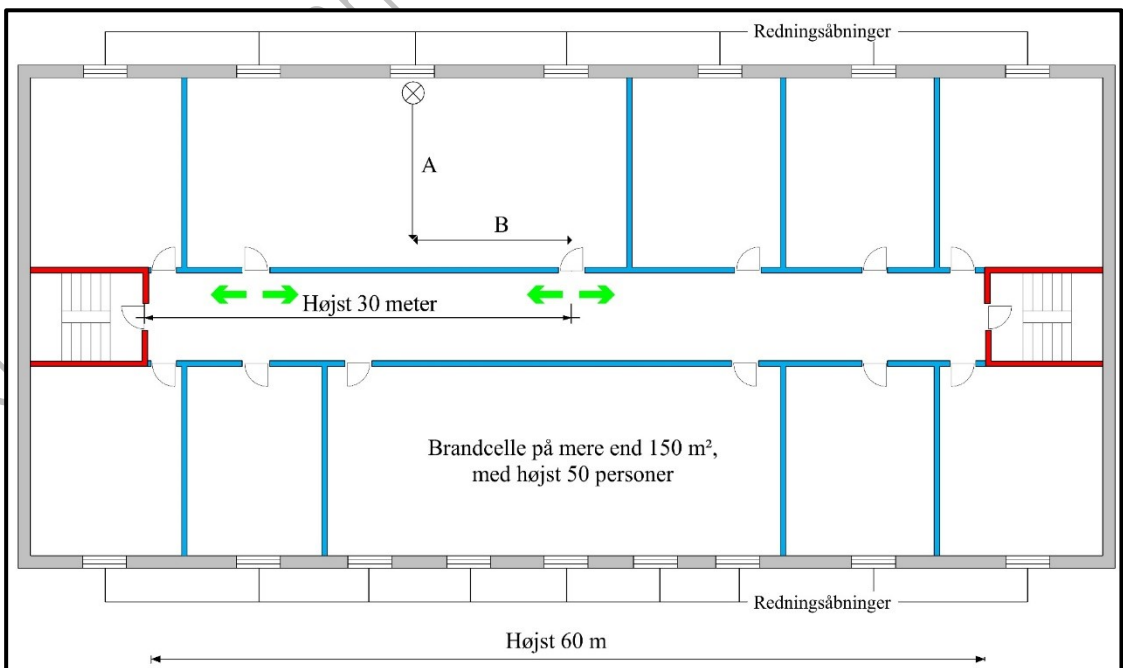 Redningsåbninger
A
B
Højst 30 meter
Brandcelle på mere end 150 m²,
med højst 50 personer
Redningsåbninger
Højst 60 m